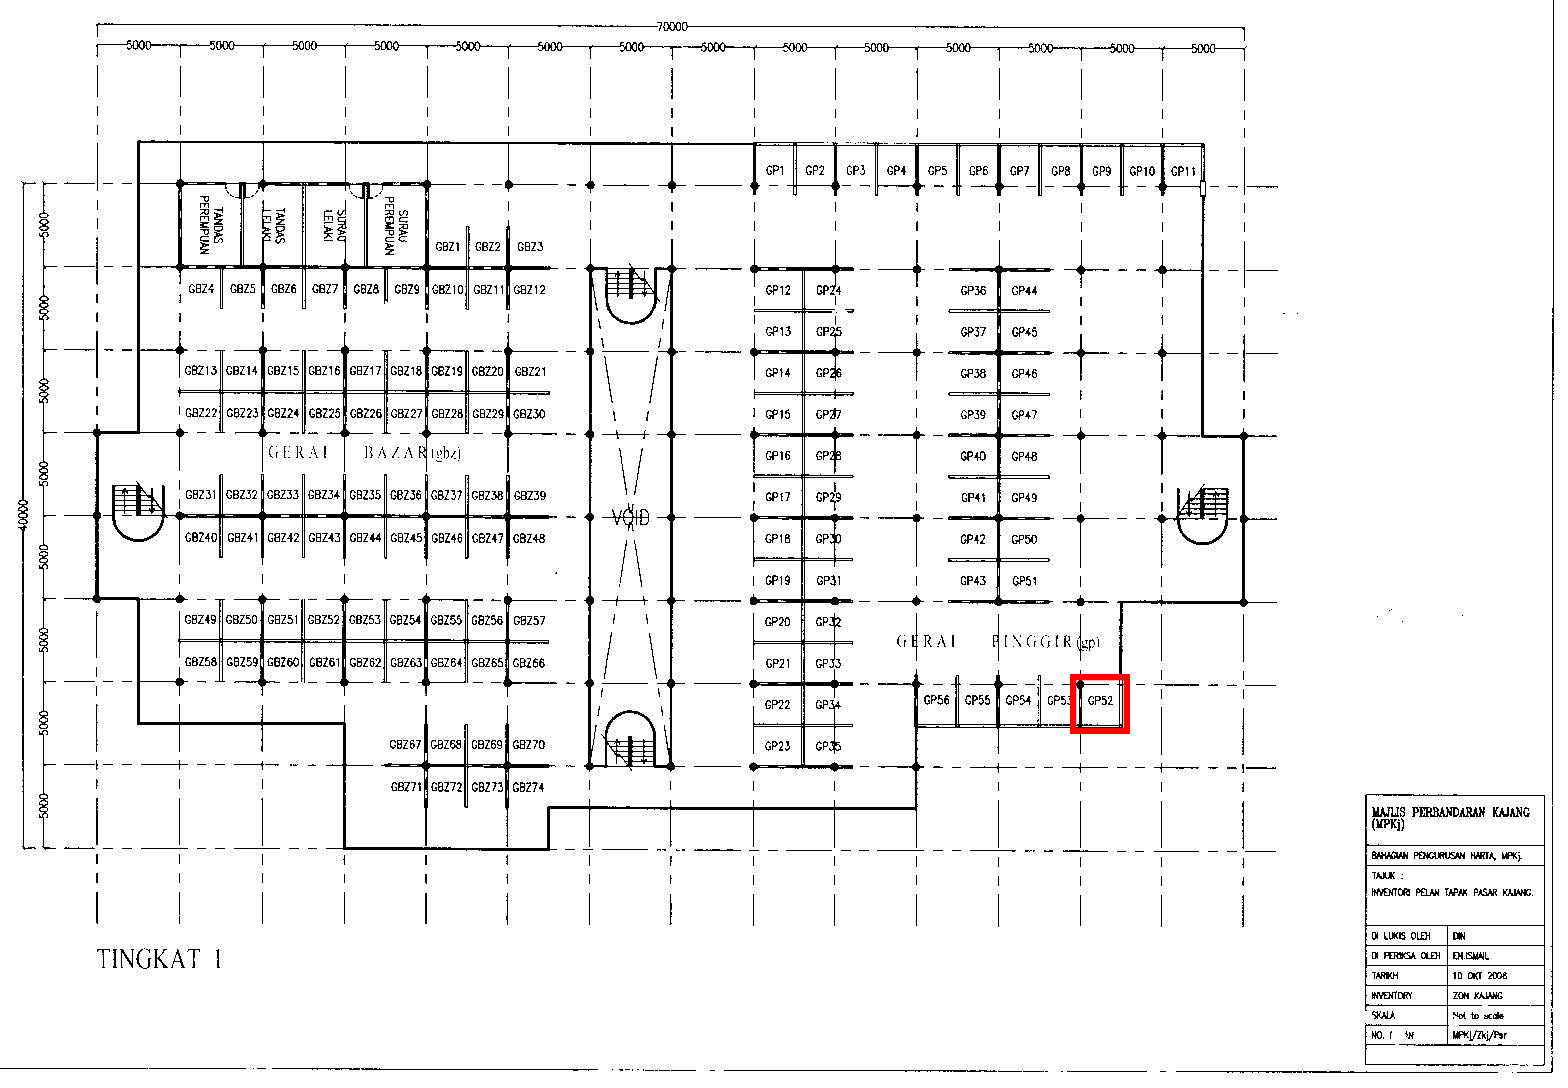 70000
5000 5000 5000 5000 5000 5000 5000 5000 5000 5000 5000 5000 5000 5000
GP1 GP2 GP3 GP4 GP5 GP6 GP7 GP8 GP9 GP10 GP11
TANDAS PEREMPUAN
TANDAS LELAKI
SURAU LELAKI
SURAU PEREMPUAN
GBZ1 GBZ2 GBZ3
GBZ4 GBZ5 GBZ6 GBZ7 GBZ8 GBZ9 GBZ10 GBZ11 GBZ12
GBZ13 GBZ14 GBZ15 GBZ16 GBZ17 GBZ18 GBZ19 GBZ20 GBZ21
GBZ22 GBZ23 GBZ24 GBZ25 GBZ26 GBZ27 GBZ28 GBZ29 GBZ30
GERAI BAZAR (gbz)
GBZ31 GBZ32 GBZ33 GBZ34 GBZ35 GBZ36 GBZ37 GBZ38 GBZ39
GBZ40 GBZ41 GBZ42 GBZ43 GBZ44 GBZ45 GBZ46 GBZ47 GBZ48
GBZ49 GBZ50 GBZ51 GBZ52 GBZ53 GBZ54 GBZ55 GBZ56 GBZ57
GBZ58 GBZ59 GBZ60 GBZ61 GBZ62 GBZ63 GBZ64 GBZ65 GBZ66
GBZ67 GBZ68 GBZ69 GBZ70
GBZ71 GBZ72 GBZ73 GBZ74
VOID
GP12 GP24 GP36 GP44
GP13 GP25 GP37 GP45
GP14 GP26 GP38 GP46
GP15 GP27 GP39 GP47
GP16 GP28 GP40 GP48
GP17 GP29 GP41 GP49
GP18 GP30 GP42 GP50
GP19 GP31 GP43 GP51
GP20 GP32
GERAI PINGGIR (gp)
GP21 GP33
GP22 GP34 GP56 GP55 GP54 GP53 GP52
GP23 GP35
40000
5000
5000
5000
5000
5000
5000
5000
5000
TINGKAT 1
MAJLIS PERBANDARAN KAJANG
(MPKj)
BAHAGIAN PENGURUSAN HARTA, MPKj.
TAJUK :
INVENTORI PELAN TAPAK PASAR KAJANG.
DI LUKIS OLEH DIN
DI PERIKSA OLEH EN.ISMAIL
TARIKH 10 OKT 2008
INVENTORY ZON KAJANG
SKALA Not to scale
NO. MPKj/Zkj/Psr